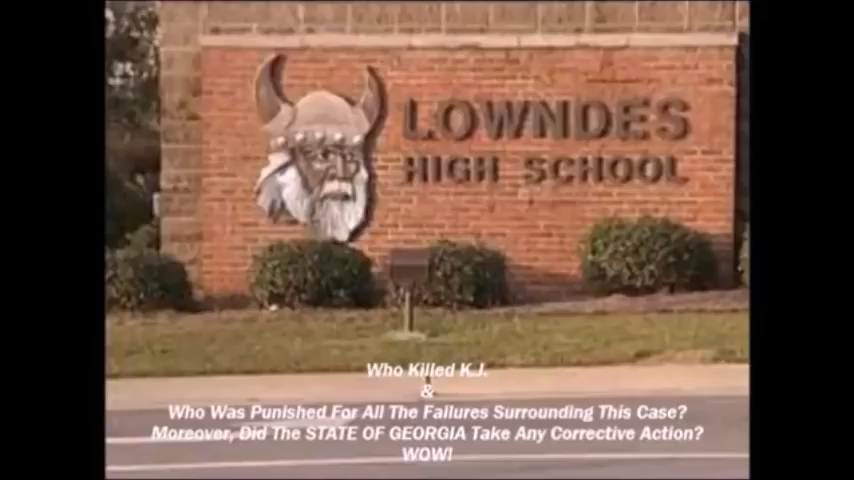 LOWNDES
HIGH SCHOOL
Who Killed K.J.
&
Who Was Punished For All The Failures Surrounding This Case?
Moreover, Did The STATE OF GEORGIA Take Any Corrective Action?
WOW!